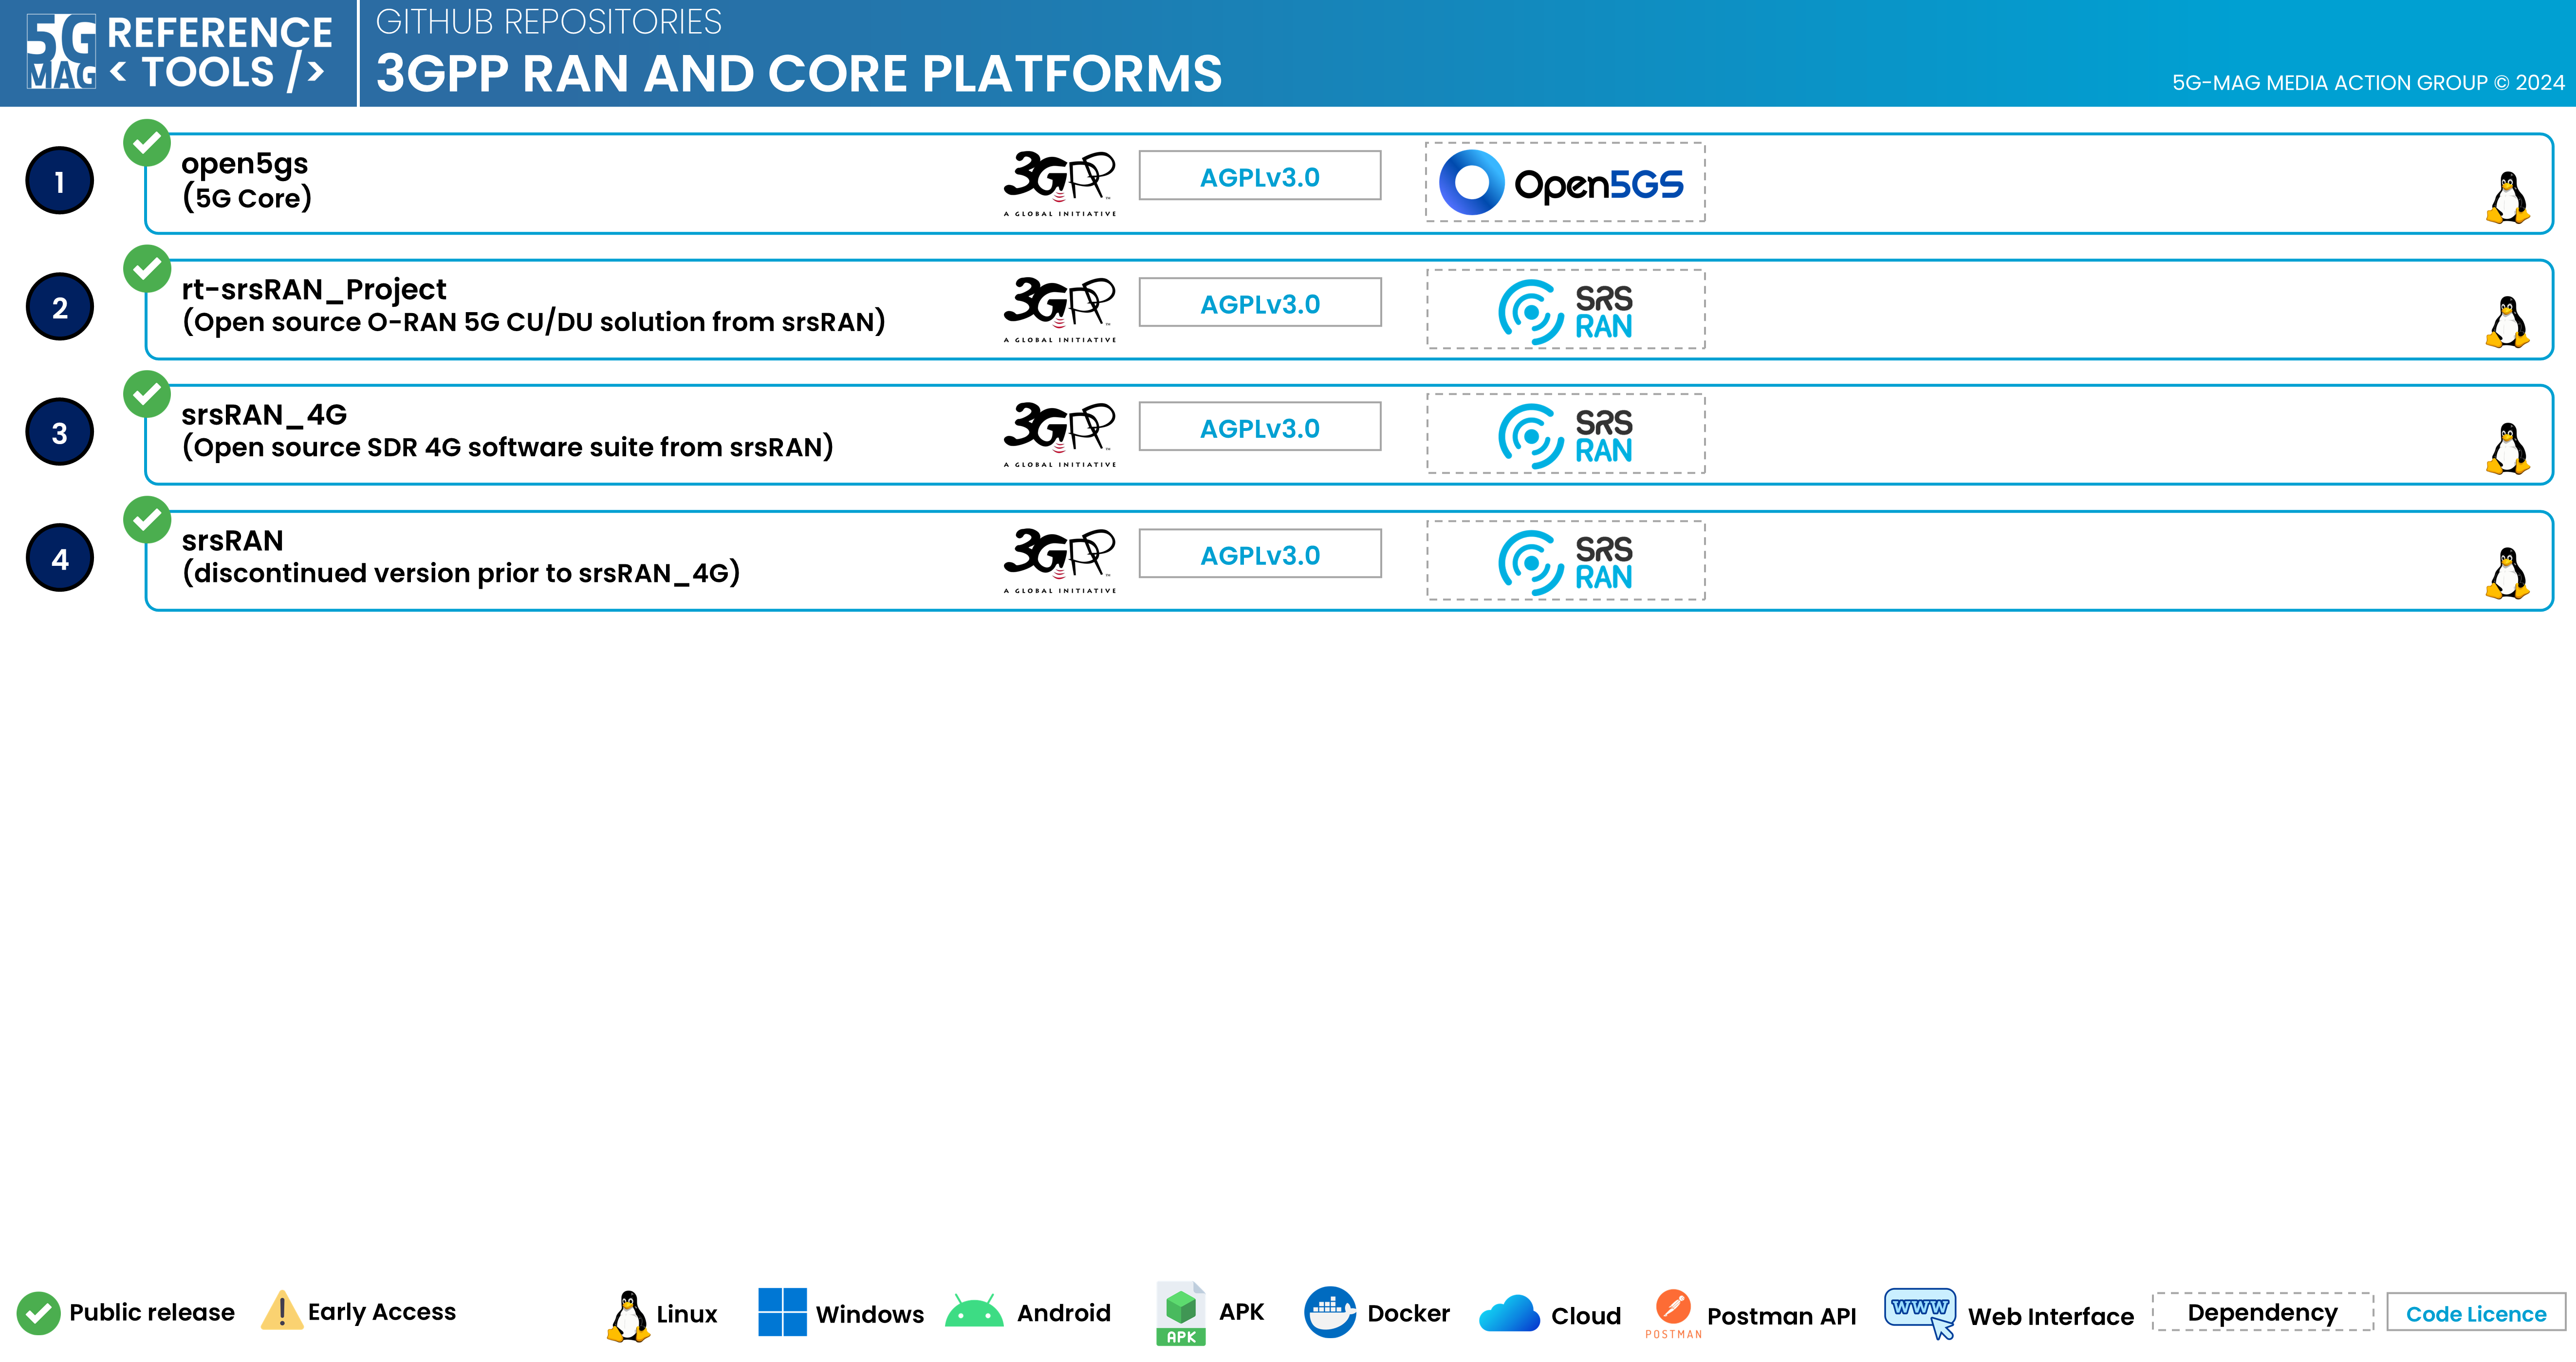 5G MAG
REFERENCE
< TOOLS />
GITHUB REPOSITORIES
3GPP RAN AND CORE PLATFORMS
5G-MAG MEDIA ACTION GROUP © 2024
1
open5gs
(5G Core)
3GPP
TM
A GLOBAL INITIATIVE
AGPLv3.0
Open5GS
2
rt-srsRAN_Project
(Open source O-RAN 5G CU/DU solution from srsRAN)
3GPP
TM
A GLOBAL INITIATIVE
AGPLv3.0
SRS
RAN
3
srsRAN_4G
(Open source SDR 4G software suite from srsRAN)
3GPP
TM
A GLOBAL INITIATIVE
AGPLv3.0
SRS
RAN
4
srsRAN
(discontinued version prior to srsRAN_4G)
3GPP
TM
A GLOBAL INITIATIVE
AGPLv3.0
SRS
RAN
Public release
Early Access
Linux
Windows
Android
APK
APK
Docker
Cloud
POSTMAN
Postman API
WWW
Web Interface
Dependency
Code Licence